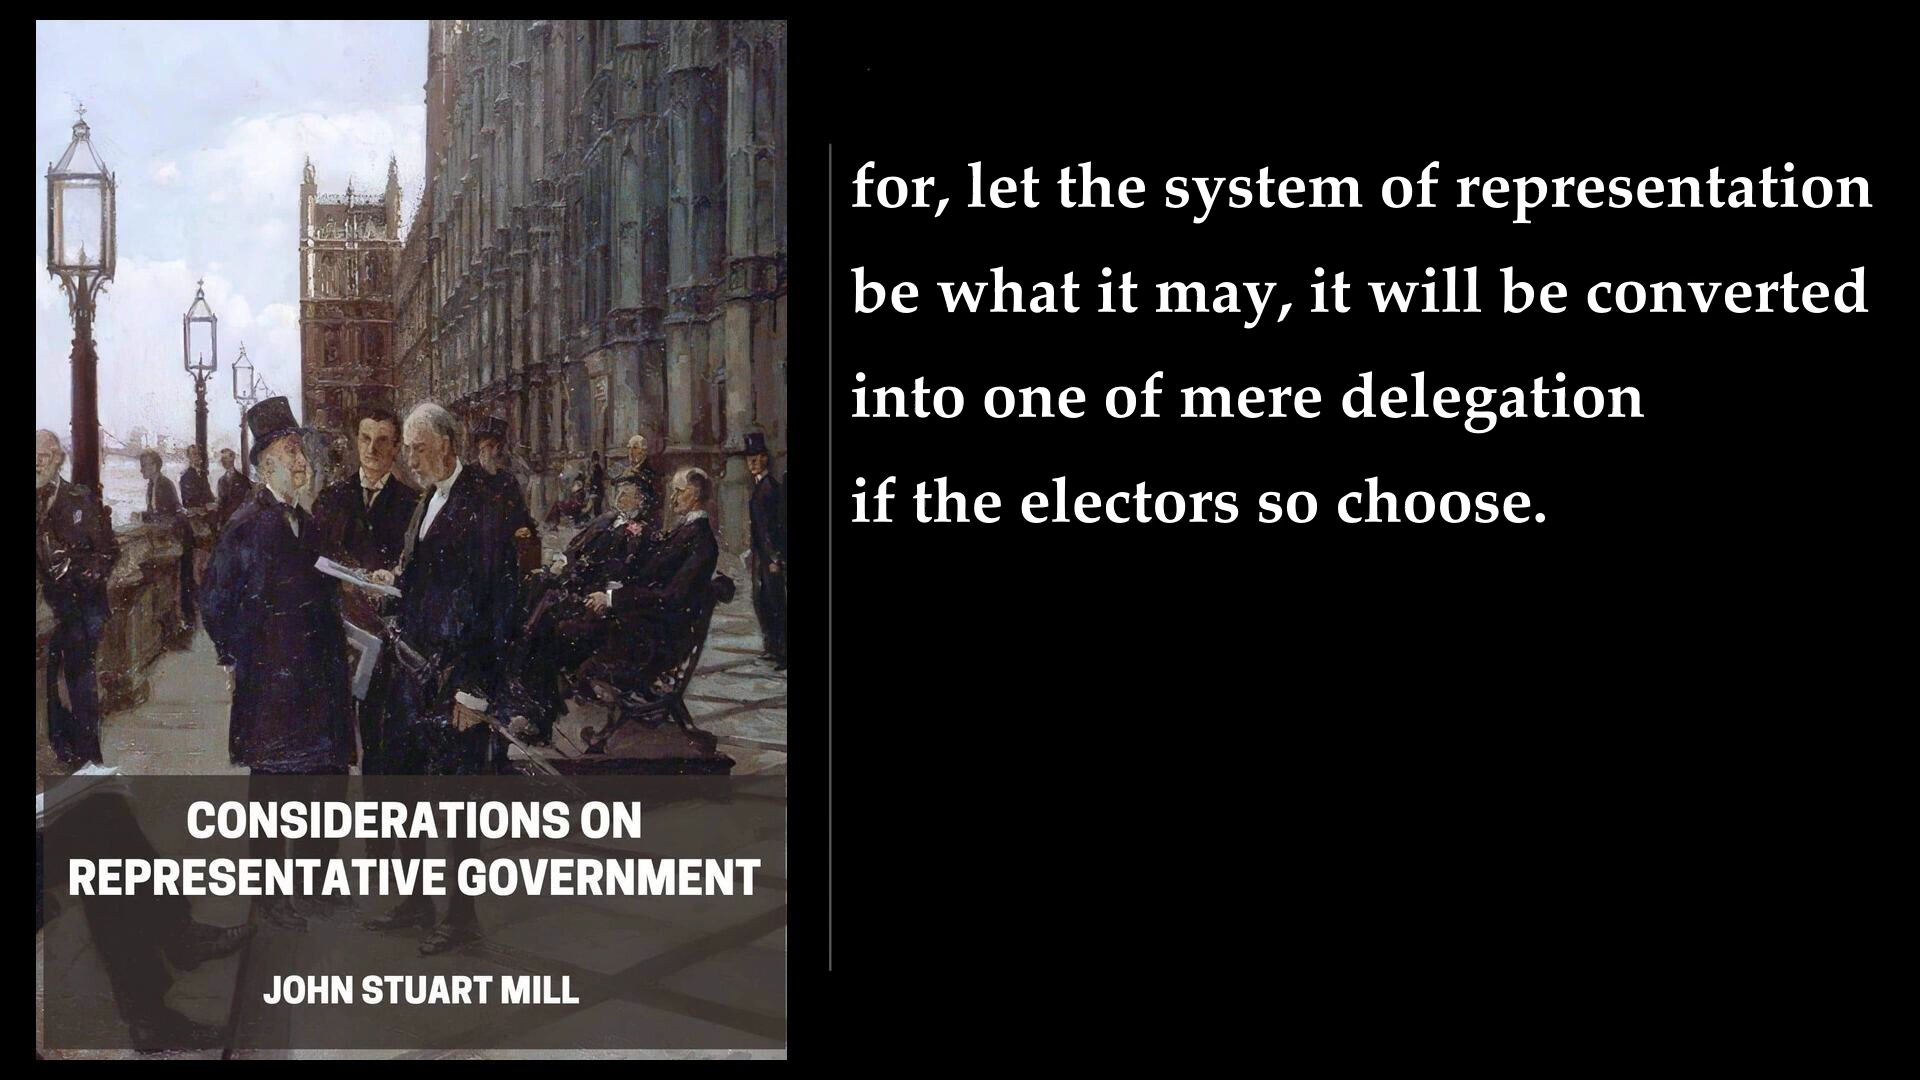 CONSIDERATIONS ON
REPRESENTATIVE GOVERNMENT
JOHN STUART MILL
for, let the system of representation
be what it may, it will be converted
into one of mere delegation
if the electors so choose.